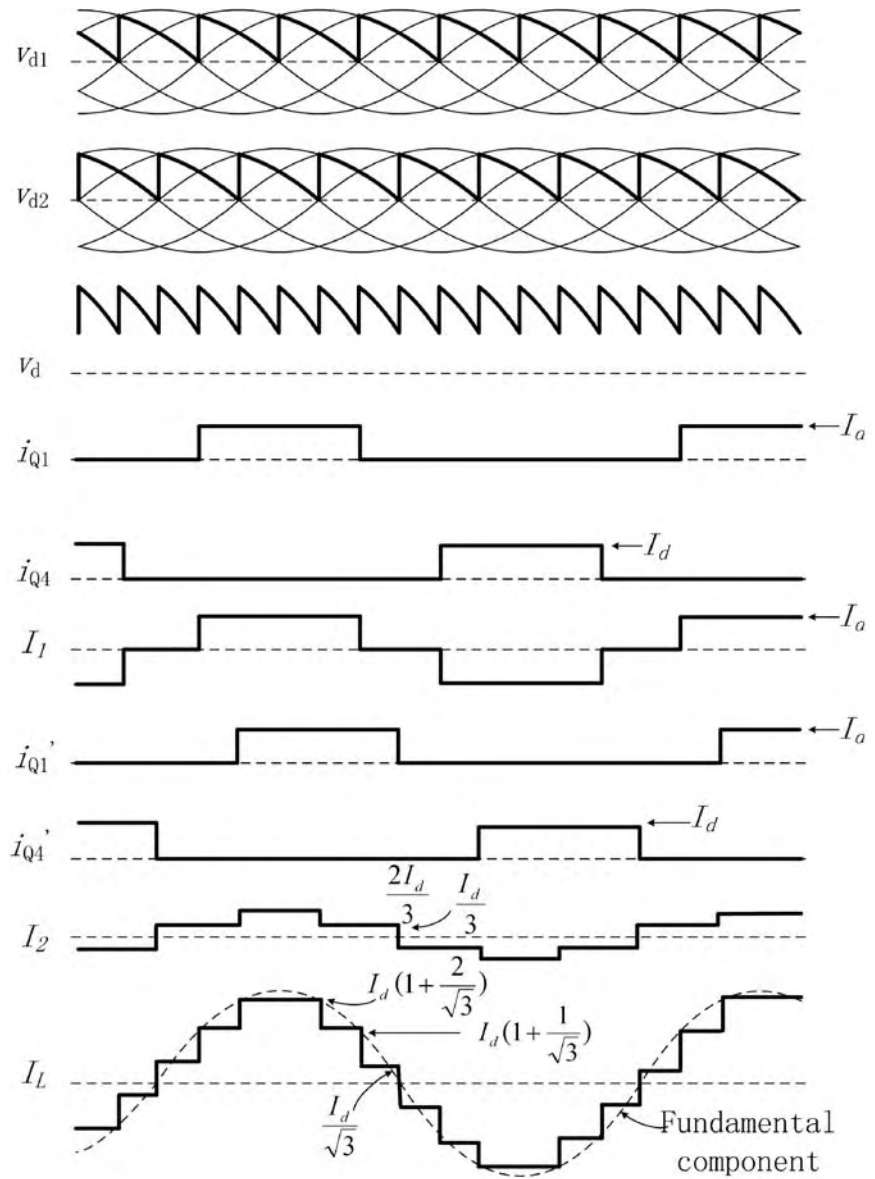 v_d1
v_d2
v_d
i_Q1
I_a
i_Q4
I_d
I_1
I_a
i_Q1'
I_a
i_Q4'
I_d
I_2
2I_d/3
I_d/3
I_d(1+2/√3)
I_d(1+1/√3)
I_L
I_d/√3
Fundamental
component